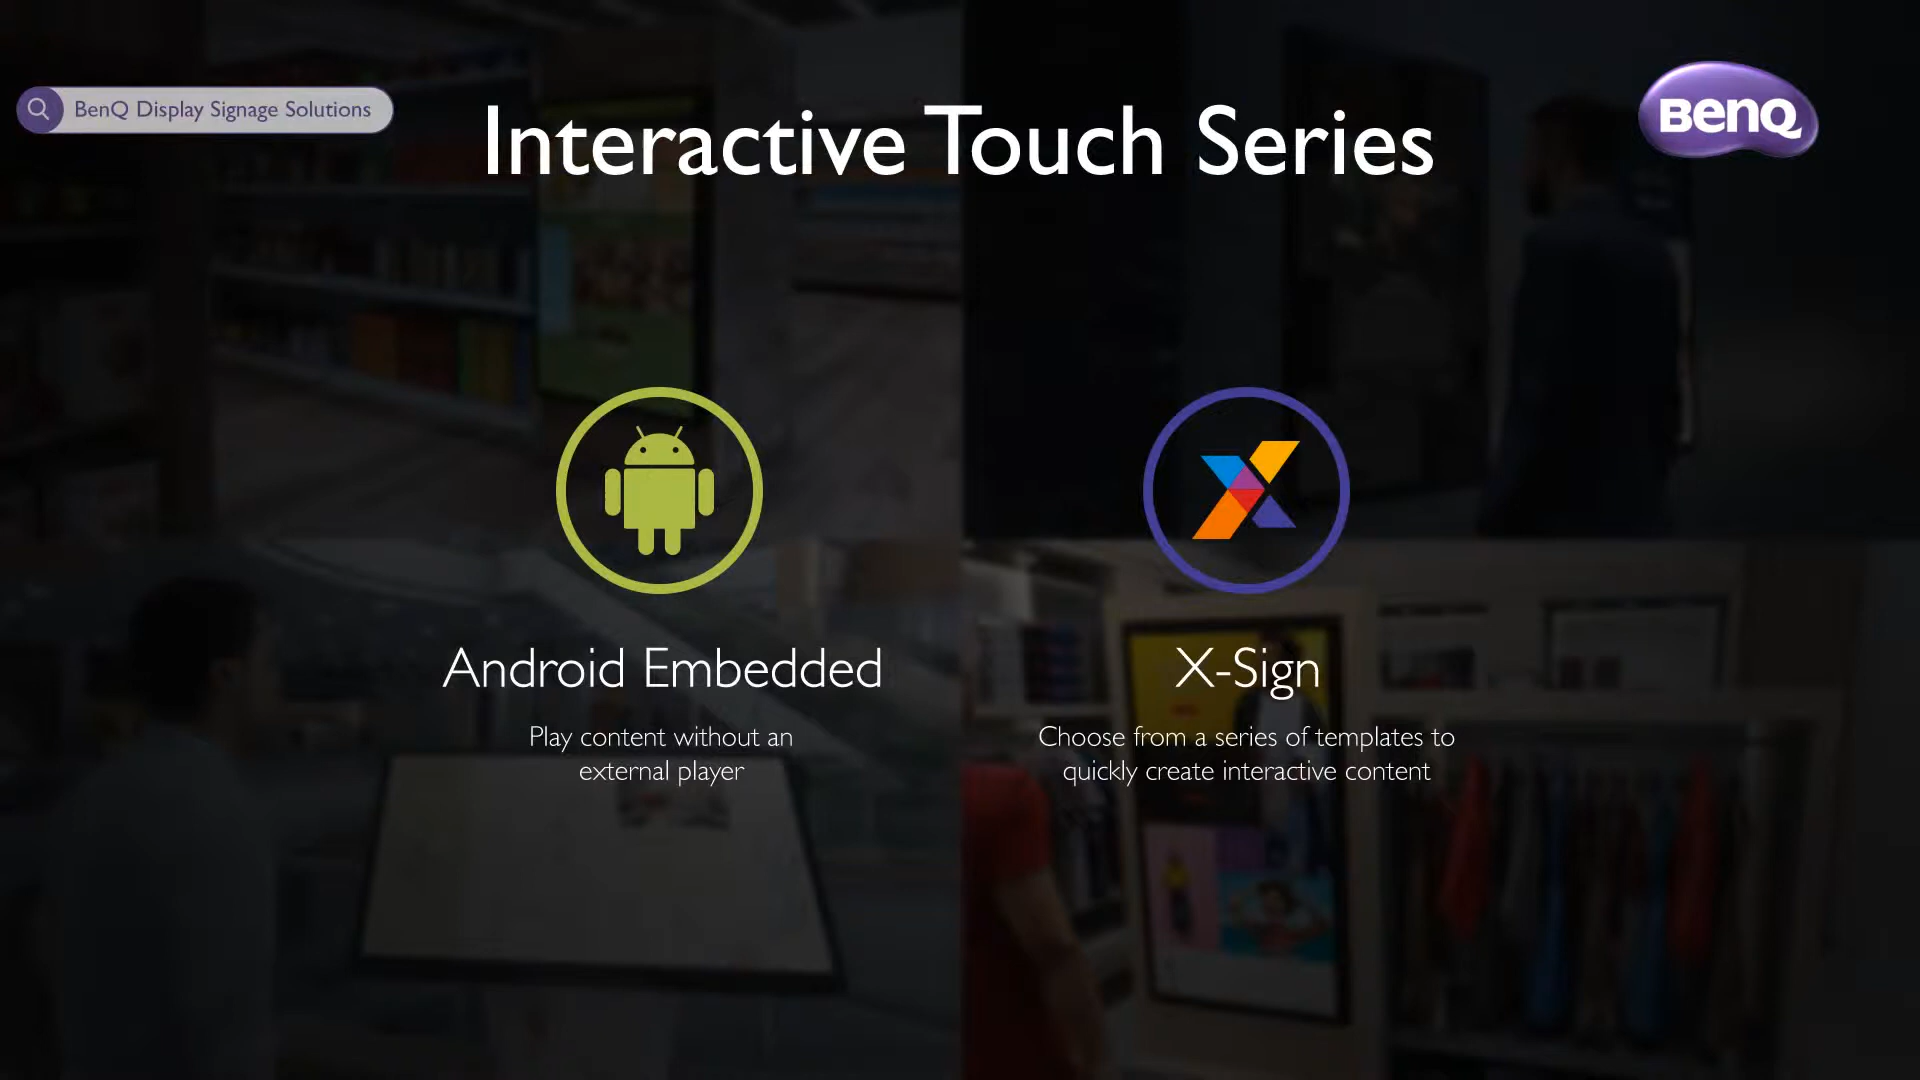 BenQ Display Signage Solutions
Interactive Touch Series
BenQ
Android Embedded
Play content without an
external player
X-Sign
Choose from a series of templates to
quickly create interactive content